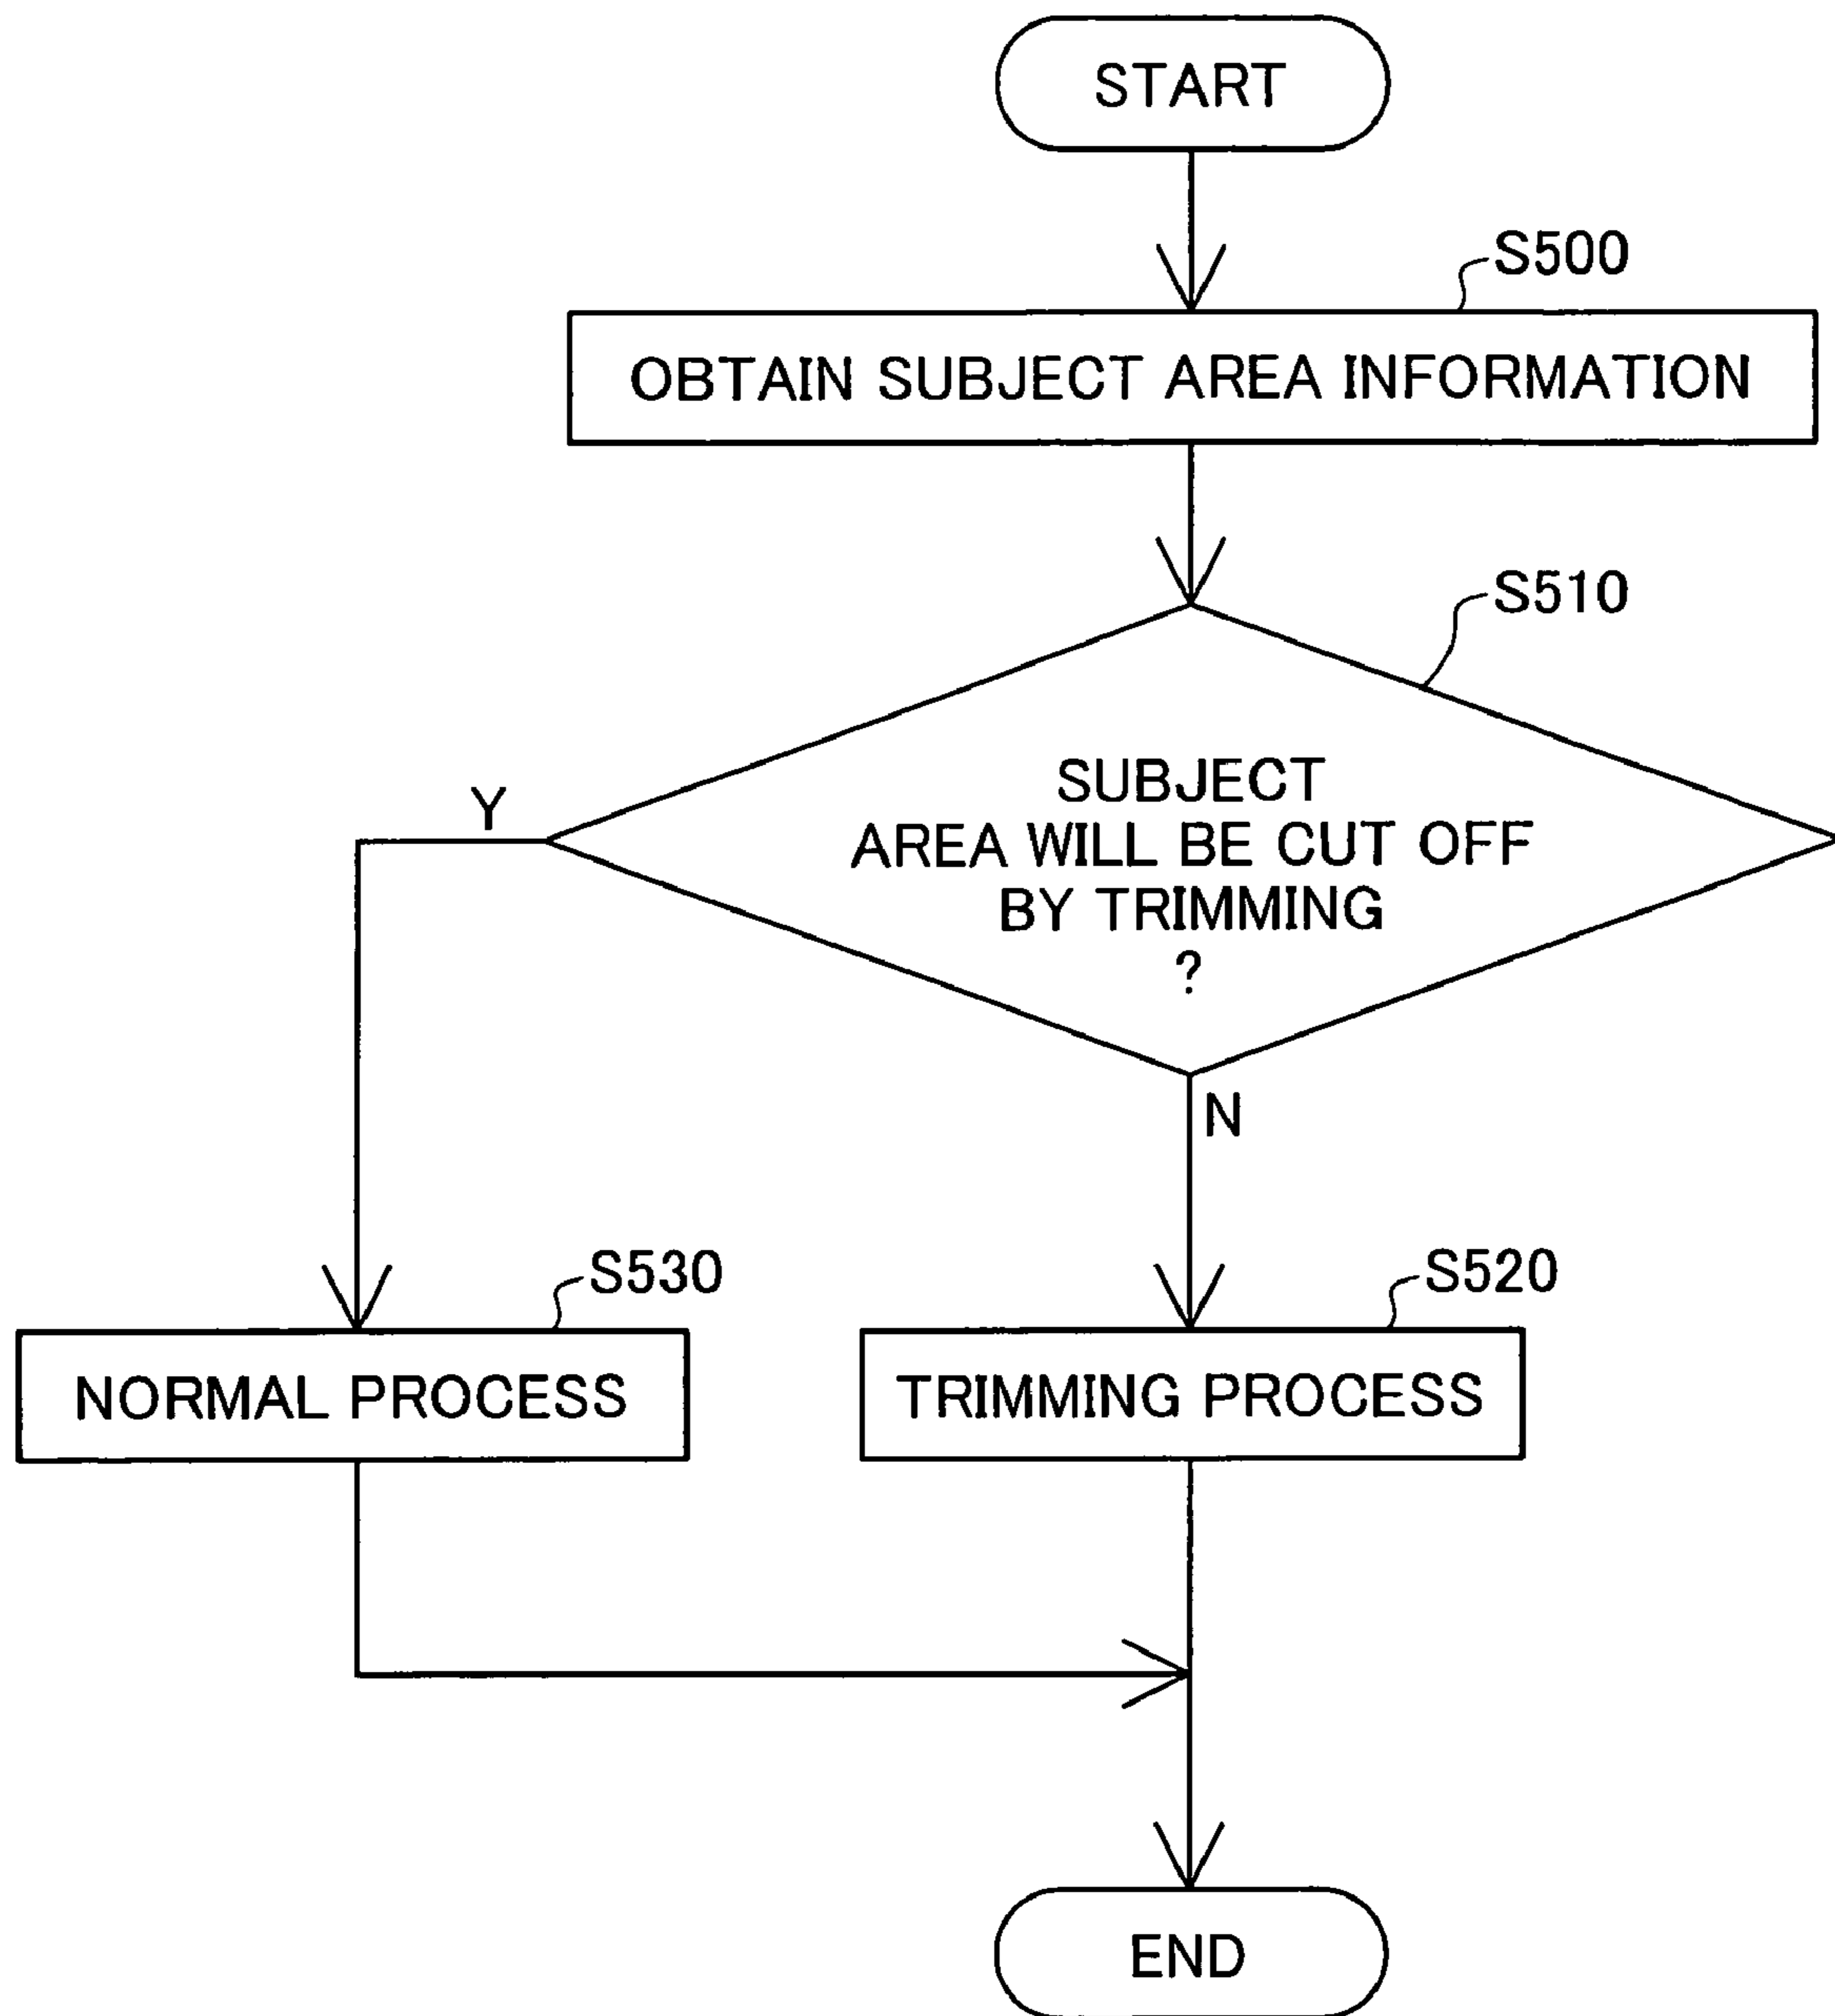 START
S500
OBTAIN SUBJECT AREA INFORMATION
S510
SUBJECT
AREA WILL BE CUT OFF
BY TRIMMING
?
Y
N
S530
S520
NORMAL PROCESS
TRIMMING PROCESS
END